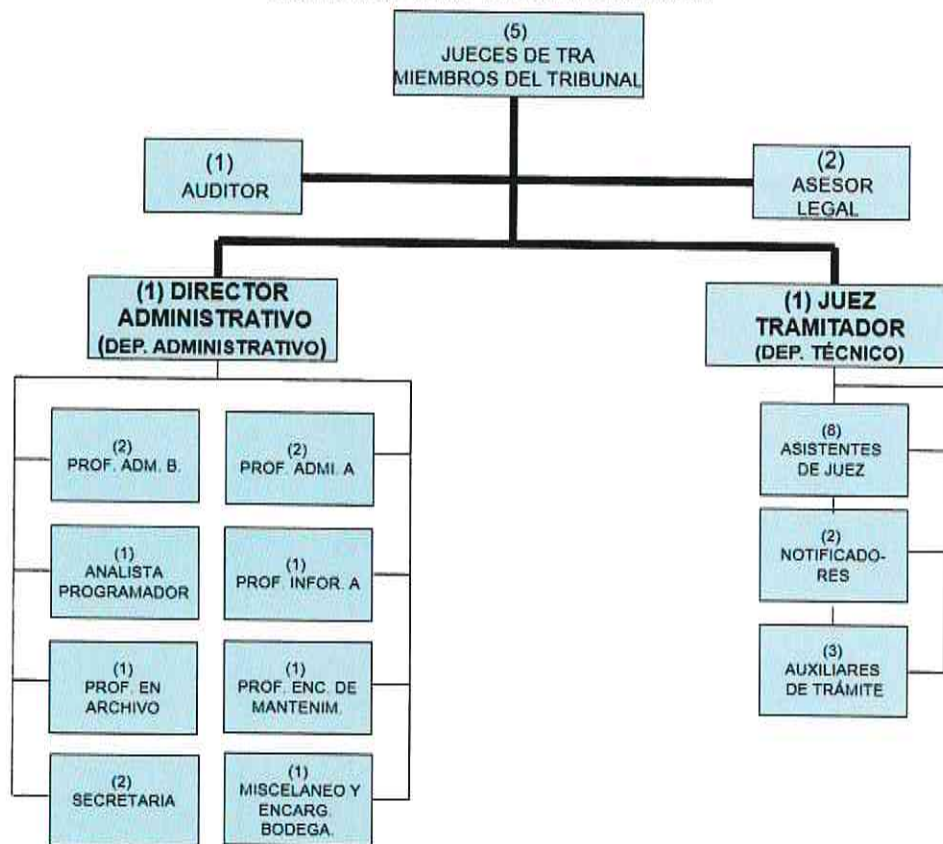 (5)
JUECES DE TRA
MIEMBROS DEL TRIBUNAL
(1)
AUDITOR
(2)
ASESOR
LEGAL
(1) DIRECTOR
ADMINISTRATIVO
(DEP. ADMINISTRATIVO)
(1) JUEZ
TRAMITADOR
(DEP. TÉCNICO)
(2)
PROF. ADM. B.
(2)
PROF. ADMI. A
(8)
ASISTENTES
DE JUEZ
(1)
ANALISTA
PROGRAMADOR
(1)
PROF. INFOR. A
(2)
NOTIFICADO-
RES
(1)
PROF. EN
ARCHIVO
(1)
PROF. ENC. DE
MANTENIM.
(3)
AUXILIARES
DE TRÁMITE
(2)
SECRETARIA
(1)
MISCELANEO Y
ENCARG.
BODEGA.